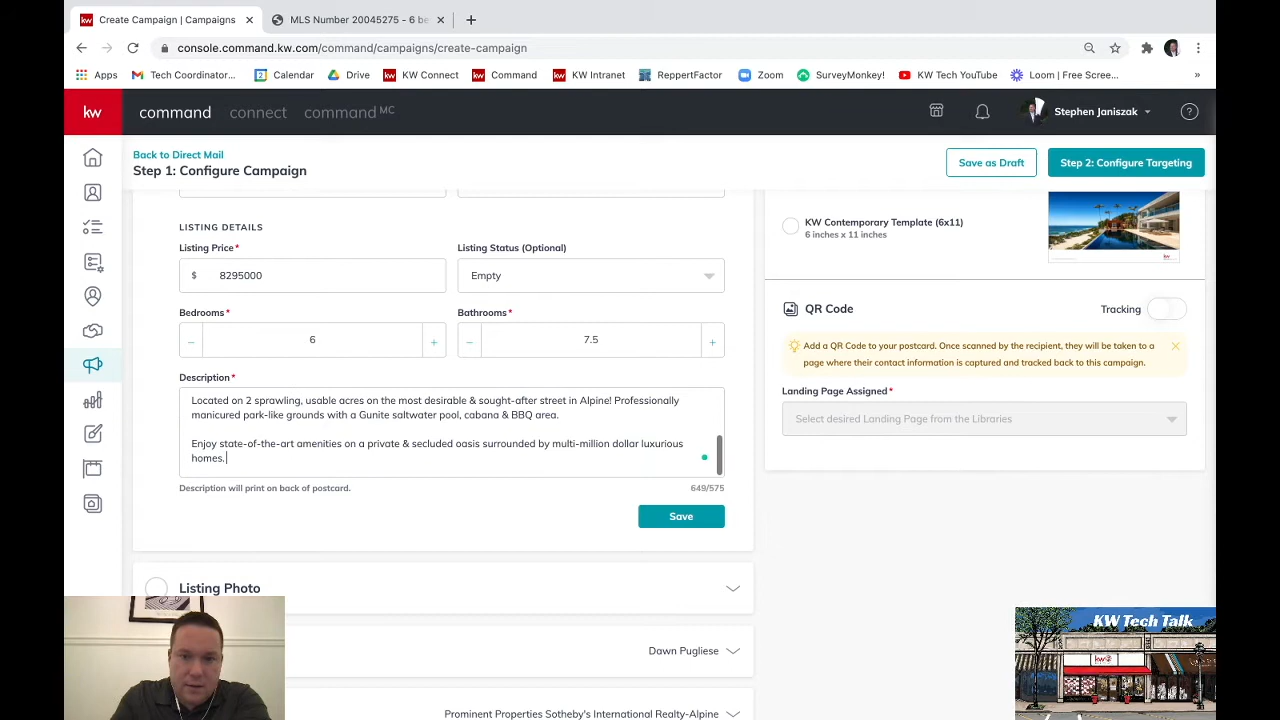 Create Campaign | Campaigns
MLS Number 20045275 - 6 be
console.command.kw.com/command/campaigns/create-campaign
Apps
Tech Coordinator...
Calendar
Drive
KW Connect
Command
KW Intranet
ReppertFactor
Zoom
SurveyMonkey!
KW Tech YouTube
Loom | Free Scree...
»
kw
command
connect
command MC
Stephen Janiszak
Back to Direct Mail
Step 1: Configure Campaign
Save as Draft
Step 2: Configure Targeting
LISTING DETAILS
Listing Price*
$ 8295000
Listing Status (Optional)
Empty
Bedrooms*
− 6 +
Bathrooms*
− 7.5 +
Description*
Located on 2 sprawling, usable acres on the most desirable & sought-after street in Alpine! Professionally
manicured park-like grounds with a Gunite saltwater pool, cabana & BBQ area.
Enjoy state-of-the-art amenities on a private & secluded oasis surrounded by multi-million dollar luxurious
homes.
Description will print on back of postcard.
649/575
Save
Listing Photo
Dawn Pugliese
Prominent Properties Sotheby's International Realty-Alpine
KW Contemporary Template (6x11)
6 inches x 11 inches
QR Code
Tracking
Add a QR Code to your postcard. Once scanned by the recipient, they will be taken to a
page where their contact information is captured and tracked back to this campaign.
Landing Page Assigned*
Select desired Landing Page from the Libraries
KW Tech Talk
kw